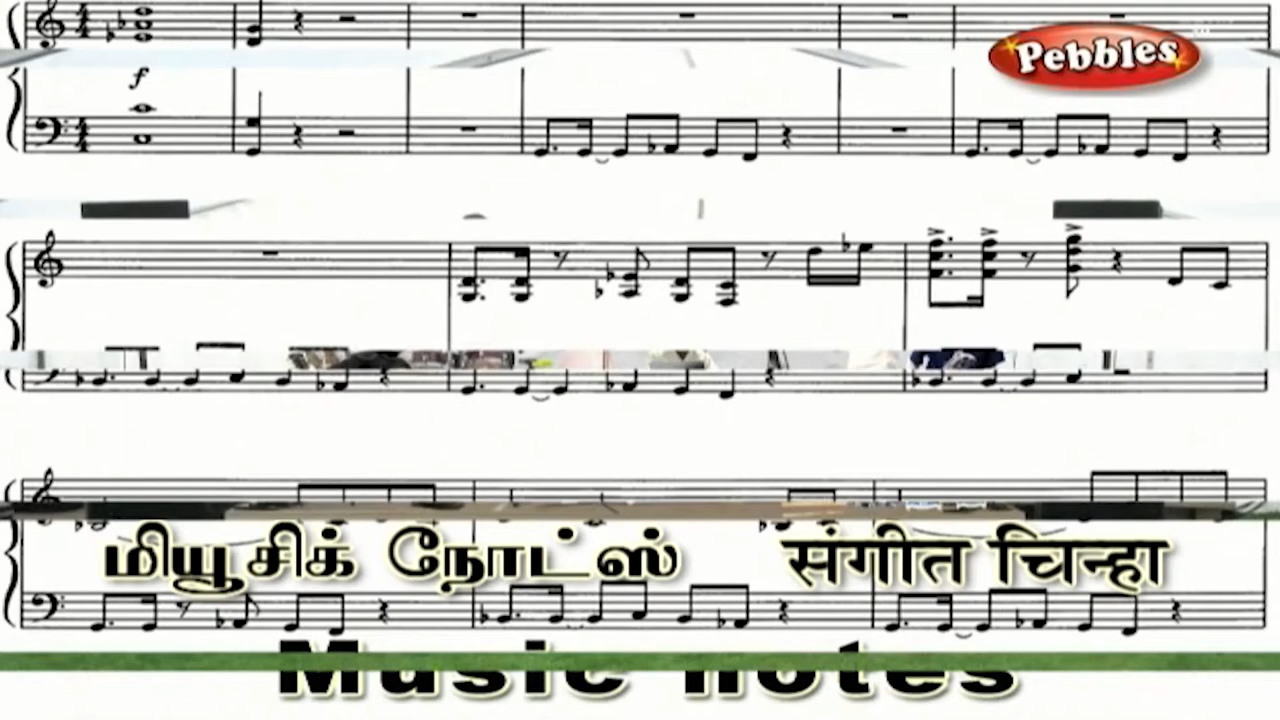 Pebbles
f
மியூசிக் நோட்ஸ் संगीत चिन्हा
Music notes